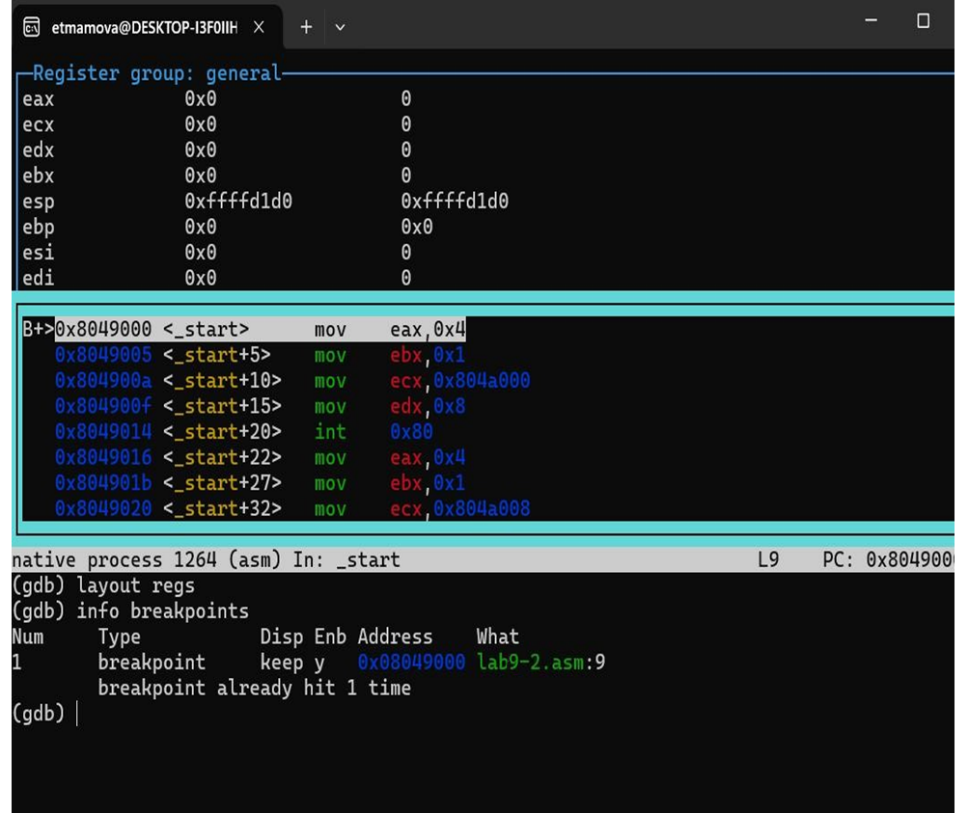 etmamova@DESKTOP-I3F0IIH
Register group: general
eax 0x0 0
ecx 0x0 0
edx 0x0 0
ebx 0x0 0
esp 0xffffd1d0 0xffffd1d0
ebp 0x0 0x0
esi 0x0 0
edi 0x0 0
B+>0x8049000 <_start> mov eax,0x4
0x8049005 <_start+5> mov ebx,0x1
0x804900a <_start+10> mov ecx,0x804a000
0x804900f <_start+15> mov edx,0x8
0x8049014 <_start+20> int 0x80
0x8049016 <_start+22> mov eax,0x4
0x804901b <_start+27> mov ebx,0x1
0x8049020 <_start+32> mov ecx,0x804a008
native process 1264 (asm) In: _start L9 PC: 0x8049000
(gdb) layout regs
(gdb) info breakpoints
Num Type Disp Enb Address What
1 breakpoint keep y 0x08049000 lab9-2.asm:9
breakpoint already hit 1 time
(gdb)